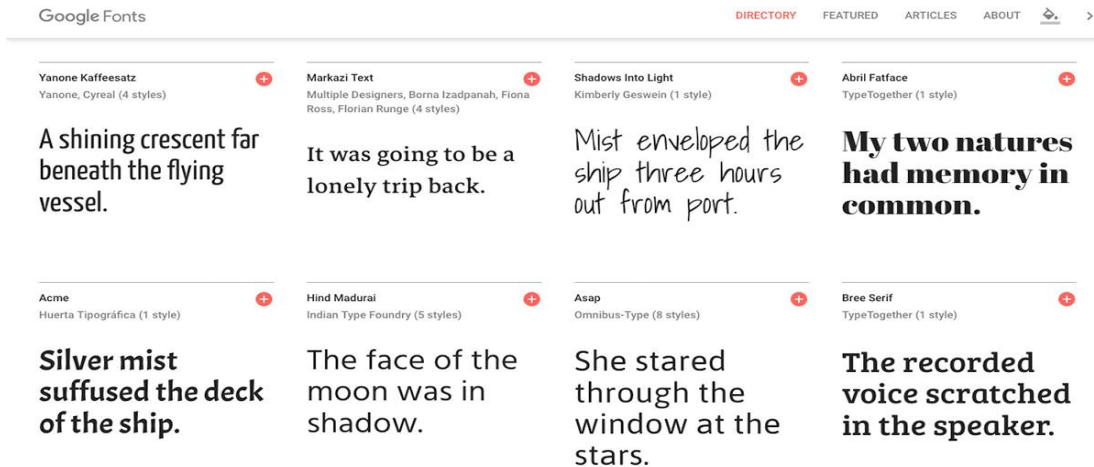 Google Fonts
DIRECTORY FEATURED ARTICLES ABOUT
Yanone Kaffeesatz
Yanone, Cyreal (4 styles)
A shining crescent far
beneath the flying
vessel.
Markazi Text
Multiple Designers, Borna Izadpanah, Fiona
Ross, Florian Runge (4 styles)
It was going to be a
lonely trip back.
Shadows Into Light
Kimberly Geswein (1 style)
Mist enveloped the
ship three hours
out from port.
Abril Fatface
TypeTogether (1 style)
My two natures
had memory in
common.
Acme
Huerta Tipográfica (1 style)
Silver mist
suffused the deck
of the ship.
Hind Madurai
Indian Type Foundry (5 styles)
The face of the
moon was in
shadow.
Asap
Omnibus-Type (8 styles)
She stared
through the
window at the
stars.
Bree Serif
TypeTogether (1 style)
The recorded
voice scratched
in the speaker.